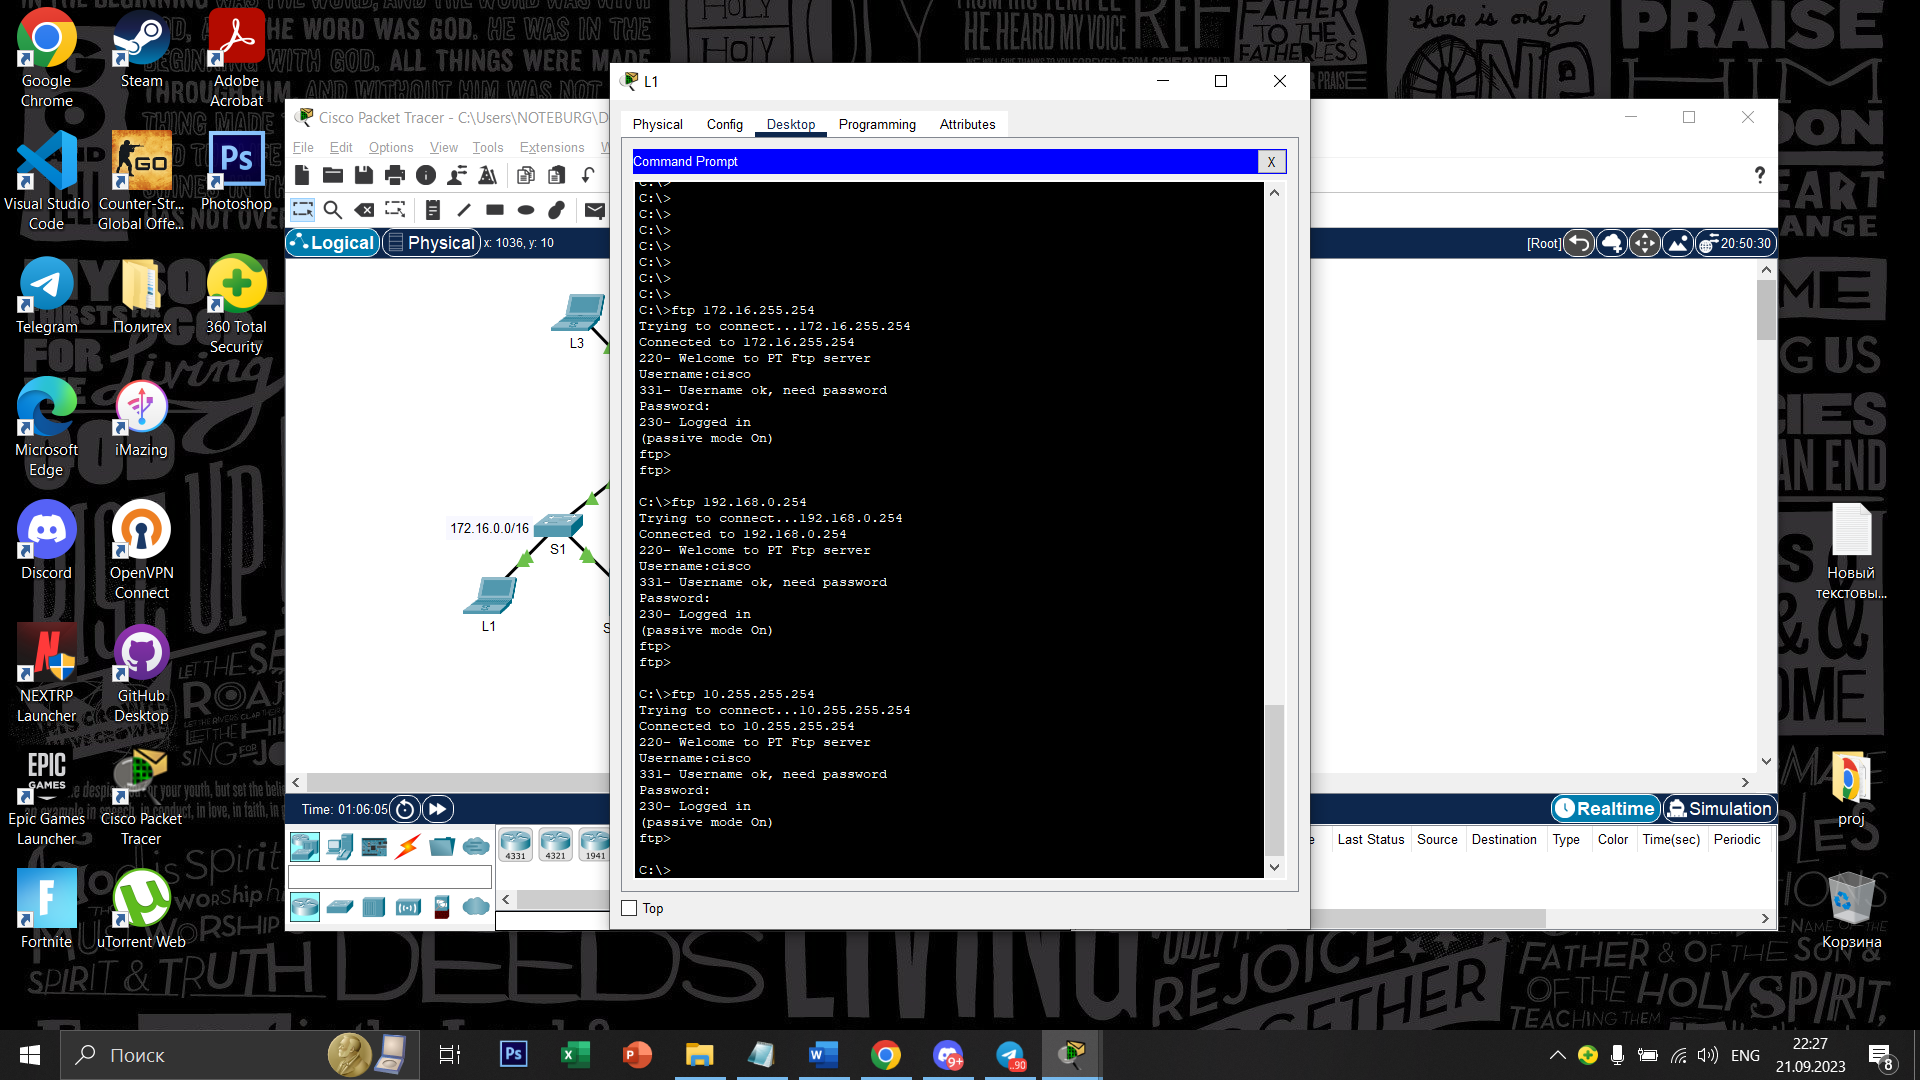 Google
Chrome
Steam
Adobe
Acrobat
Visual Studio
Code
Counter-Str...
Global Offe...
Photoshop
Telegram
Политех
360 Total
Security
Microsoft
Edge
iMazing
Discord
OpenVPN
Connect
NEXTRP
Launcher
GitHub
Desktop
Epic Games
Launcher
Cisco Packet
Tracer
Fortnite
uTorrent Web
Cisco Packet Tracer - C:\Users\NOTEBURG\D
File Edit Options View Tools Extensions W
Logical Physical x: 1036, y: 10
[Root] 20:50:30
L3
172.16.0.0/16
S1
L1
S
Time: 01:06:05
Realtime Simulation
4331 4321 1941
e Last Status Source Destination Type Color Time(sec) Periodic
L1
Physical Config Desktop Programming Attributes
Command Prompt X
C:\>
C:\>
C:\>
C:\>
C:\>
C:\>
C:\>
C:\>
C:\>ftp 172.16.255.254
Trying to connect...172.16.255.254
Connected to 172.16.255.254
220- Welcome to PT Ftp server
Username:cisco
331- Username ok, need password
Password:
230- Logged in
(passive mode On)
ftp>
ftp>
C:\>ftp 192.168.0.254
Trying to connect...192.168.0.254
Connected to 192.168.0.254
220- Welcome to PT Ftp server
Username:cisco
331- Username ok, need password
Password:
230- Logged in
(passive mode On)
ftp>
ftp>
C:\>ftp 10.255.255.254
Trying to connect...10.255.255.254
Connected to 10.255.255.254
220- Welcome to PT Ftp server
Username:cisco
331- Username ok, need password
Password:
230- Logged in
(passive mode On)
ftp>
C:\>
Top
Новый
текстовы...
proj
Корзина
Поиск
9+
..90
ENG
22:27
21.09.2023
8